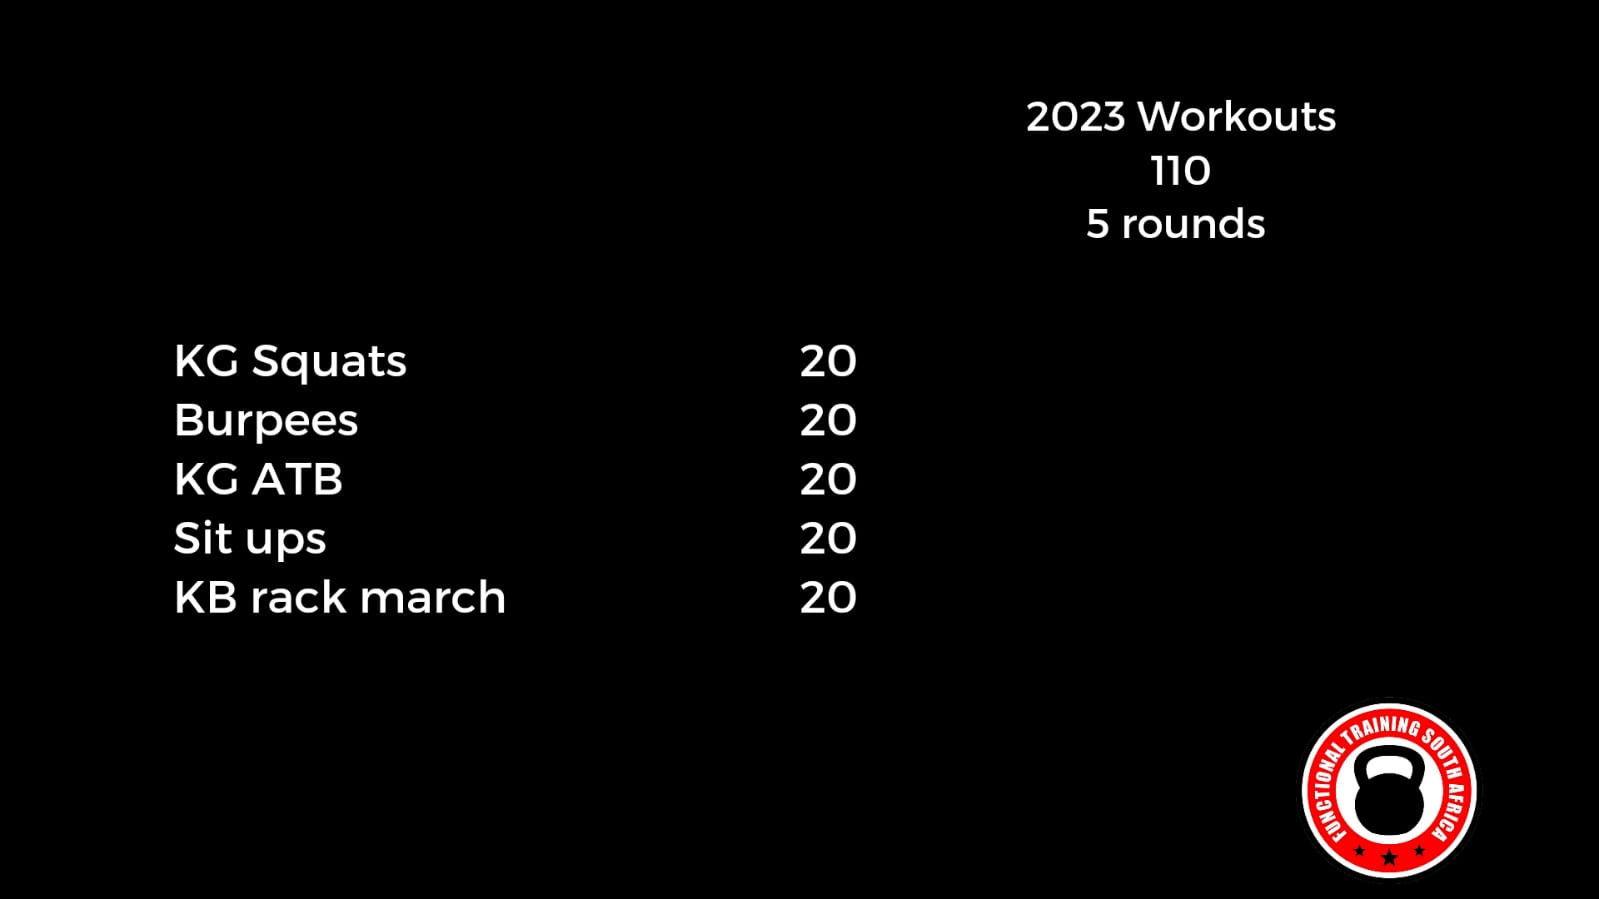 2023 Workouts
110
5 rounds
KG Squats 20
Burpees 20
KG ATB 20
Sit ups 20
KB rack march 20
FUNCTIONAL TRAINING SOUTH AFRICA